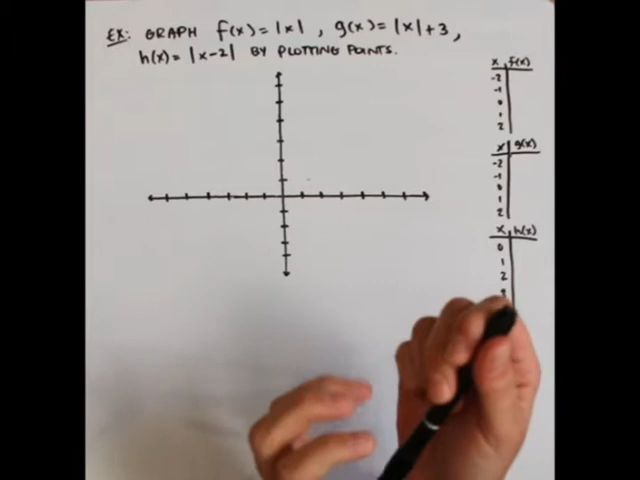 EX: GRAPH f(x) = |x| , g(x) = |x| + 3 ,
h(x) = |x-2| BY PLOTTING POINTS.
x f(x)
-2
-1
0
1
2
x g(x)
-2
-1
0
1
2
x h(x)
0
1
2